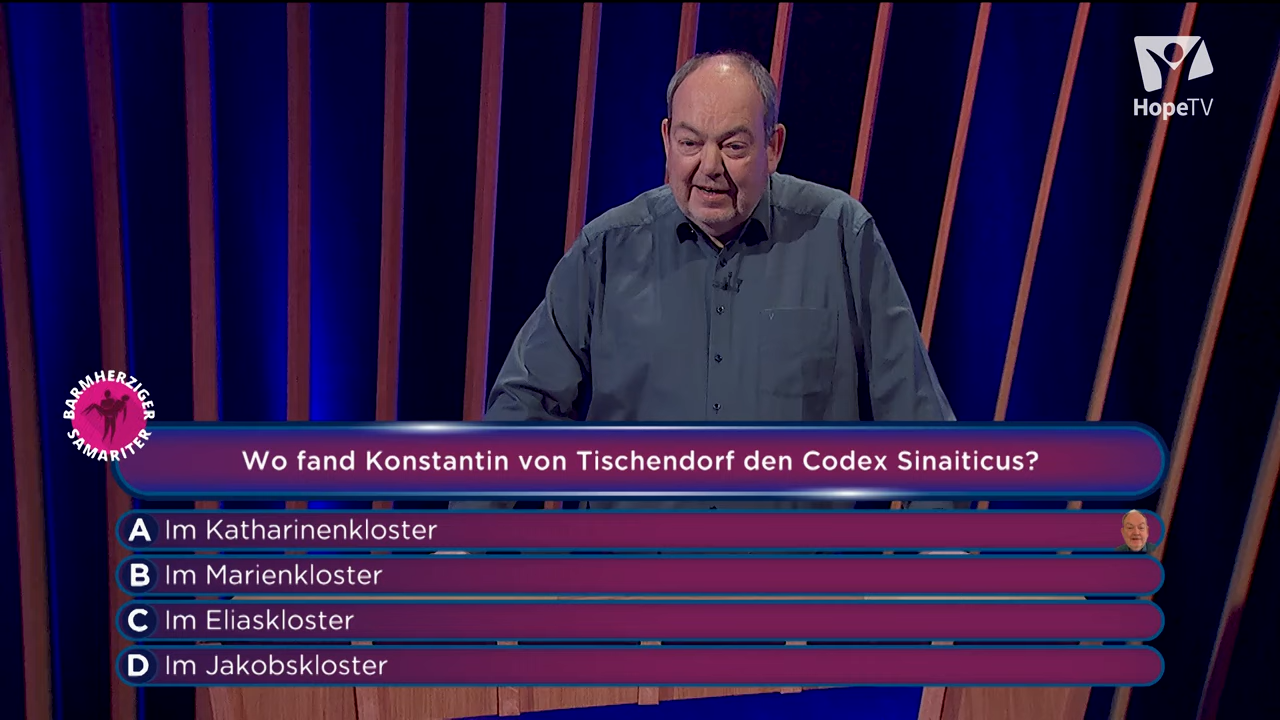 HopeTV
BARMHERZIGER
SAMARITER
Wo fand Konstantin von Tischendorf den Codex Sinaiticus?
A Im Katharinenkloster
B Im Marienkloster
C Im Eliaskloster
D Im Jakobskloster